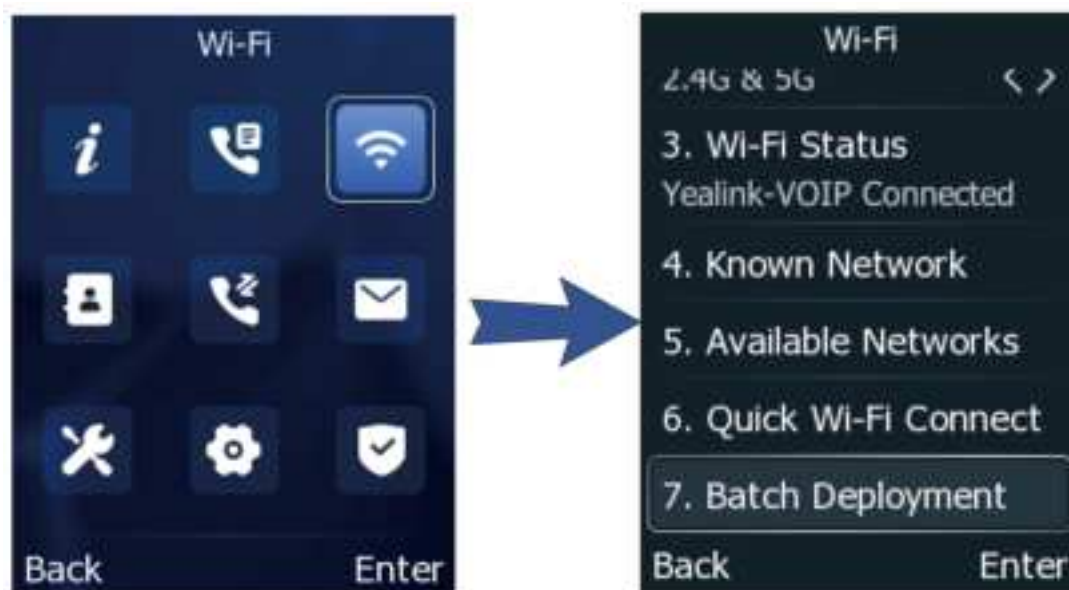 Wi-Fi
Back Enter
Wi-Fi
2.4G & 5G
3. Wi-Fi Status
Yealink-VOIP Connected
4. Known Network
5. Available Networks
6. Quick Wi-Fi Connect
7. Batch Deployment
Back Enter